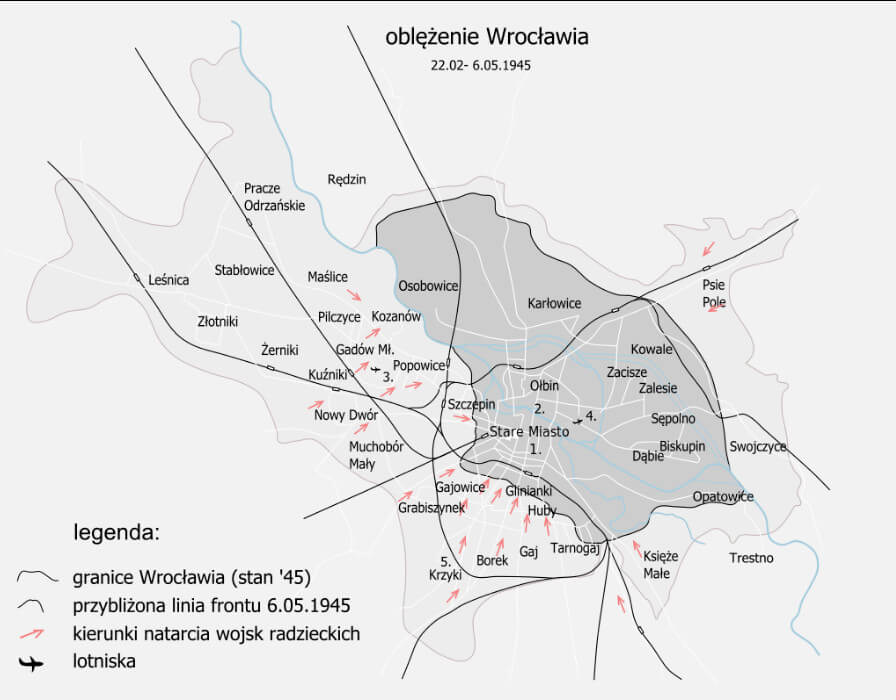 oblężenie Wrocławia
22.02- 6.05.1945
Rędzin
Pracze
Odrzańskie
Leśnica
Stabłowice
Maślice
Osobowice
Psie
Pole
Karłowice
Złotniki
Pilczyce
Kozanów
Żerniki
Gadów Mł.
Kowale
Kuźniki
3.
Popowice
Zacisze
Ołbin
Zalesie
Nowy Dwór
Szczepin
2.
4.
Sępolno
Stare Miasto
Muchobór
Mały
1.
Dąbie
Biskupin
Swojczyce
Gajowice
Glinianki
Opatowice
Grabiszynek
Huby
5.
Krzyki
Borek
Gaj
Tarnogaj
Księże
Małe
Trestno
legenda:
granice Wrocławia (stan '45)
przybliżona linia frontu 6.05.1945
kierunki natarcia wojsk radzieckich
lotniska